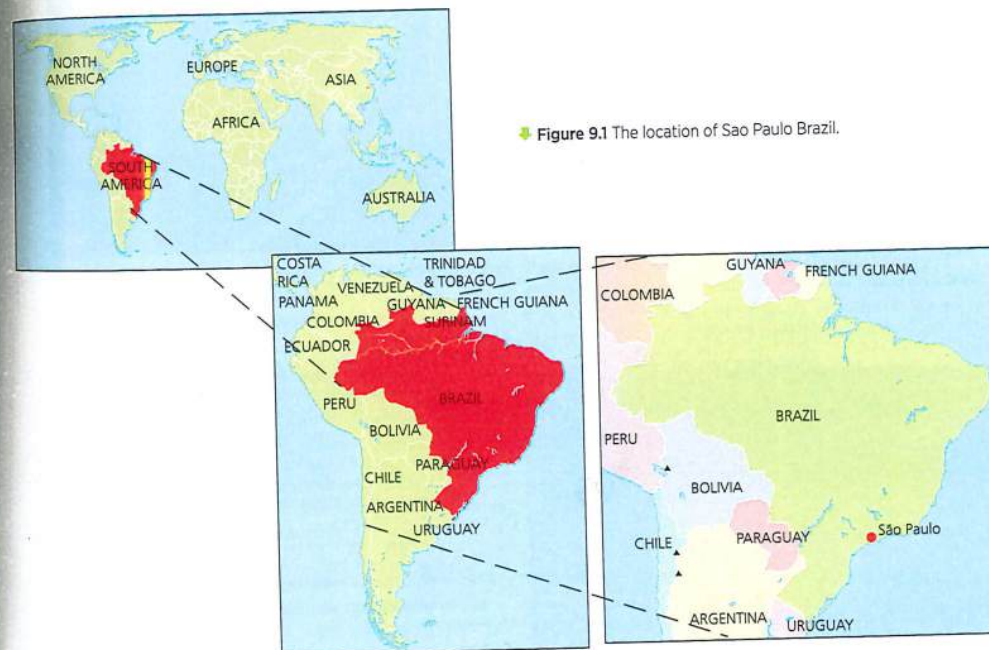 NORTH
AMERICA
EUROPE
ASIA
AFRICA
SOUTH
AMERICA
AUSTRALIA
Figure 9.1 The location of Sao Paulo Brazil.
COSTA
RICA
PANAMA
TRINIDAD
& TOBAGO
VENEZUELA
GUYANA
FRENCH GUIANA
COLOMBIA
SURINAM
ECUADOR
PERU
BRAZIL
BOLIVIA
PARAGUAY
CHILE
ARGENTINA
URUGUAY
GUYANA
FRENCH GUIANA
COLOMBIA
BRAZIL
PERU
BOLIVIA
PARAGUAY
CHILE
São Paulo
ARGENTINA
URUGUAY